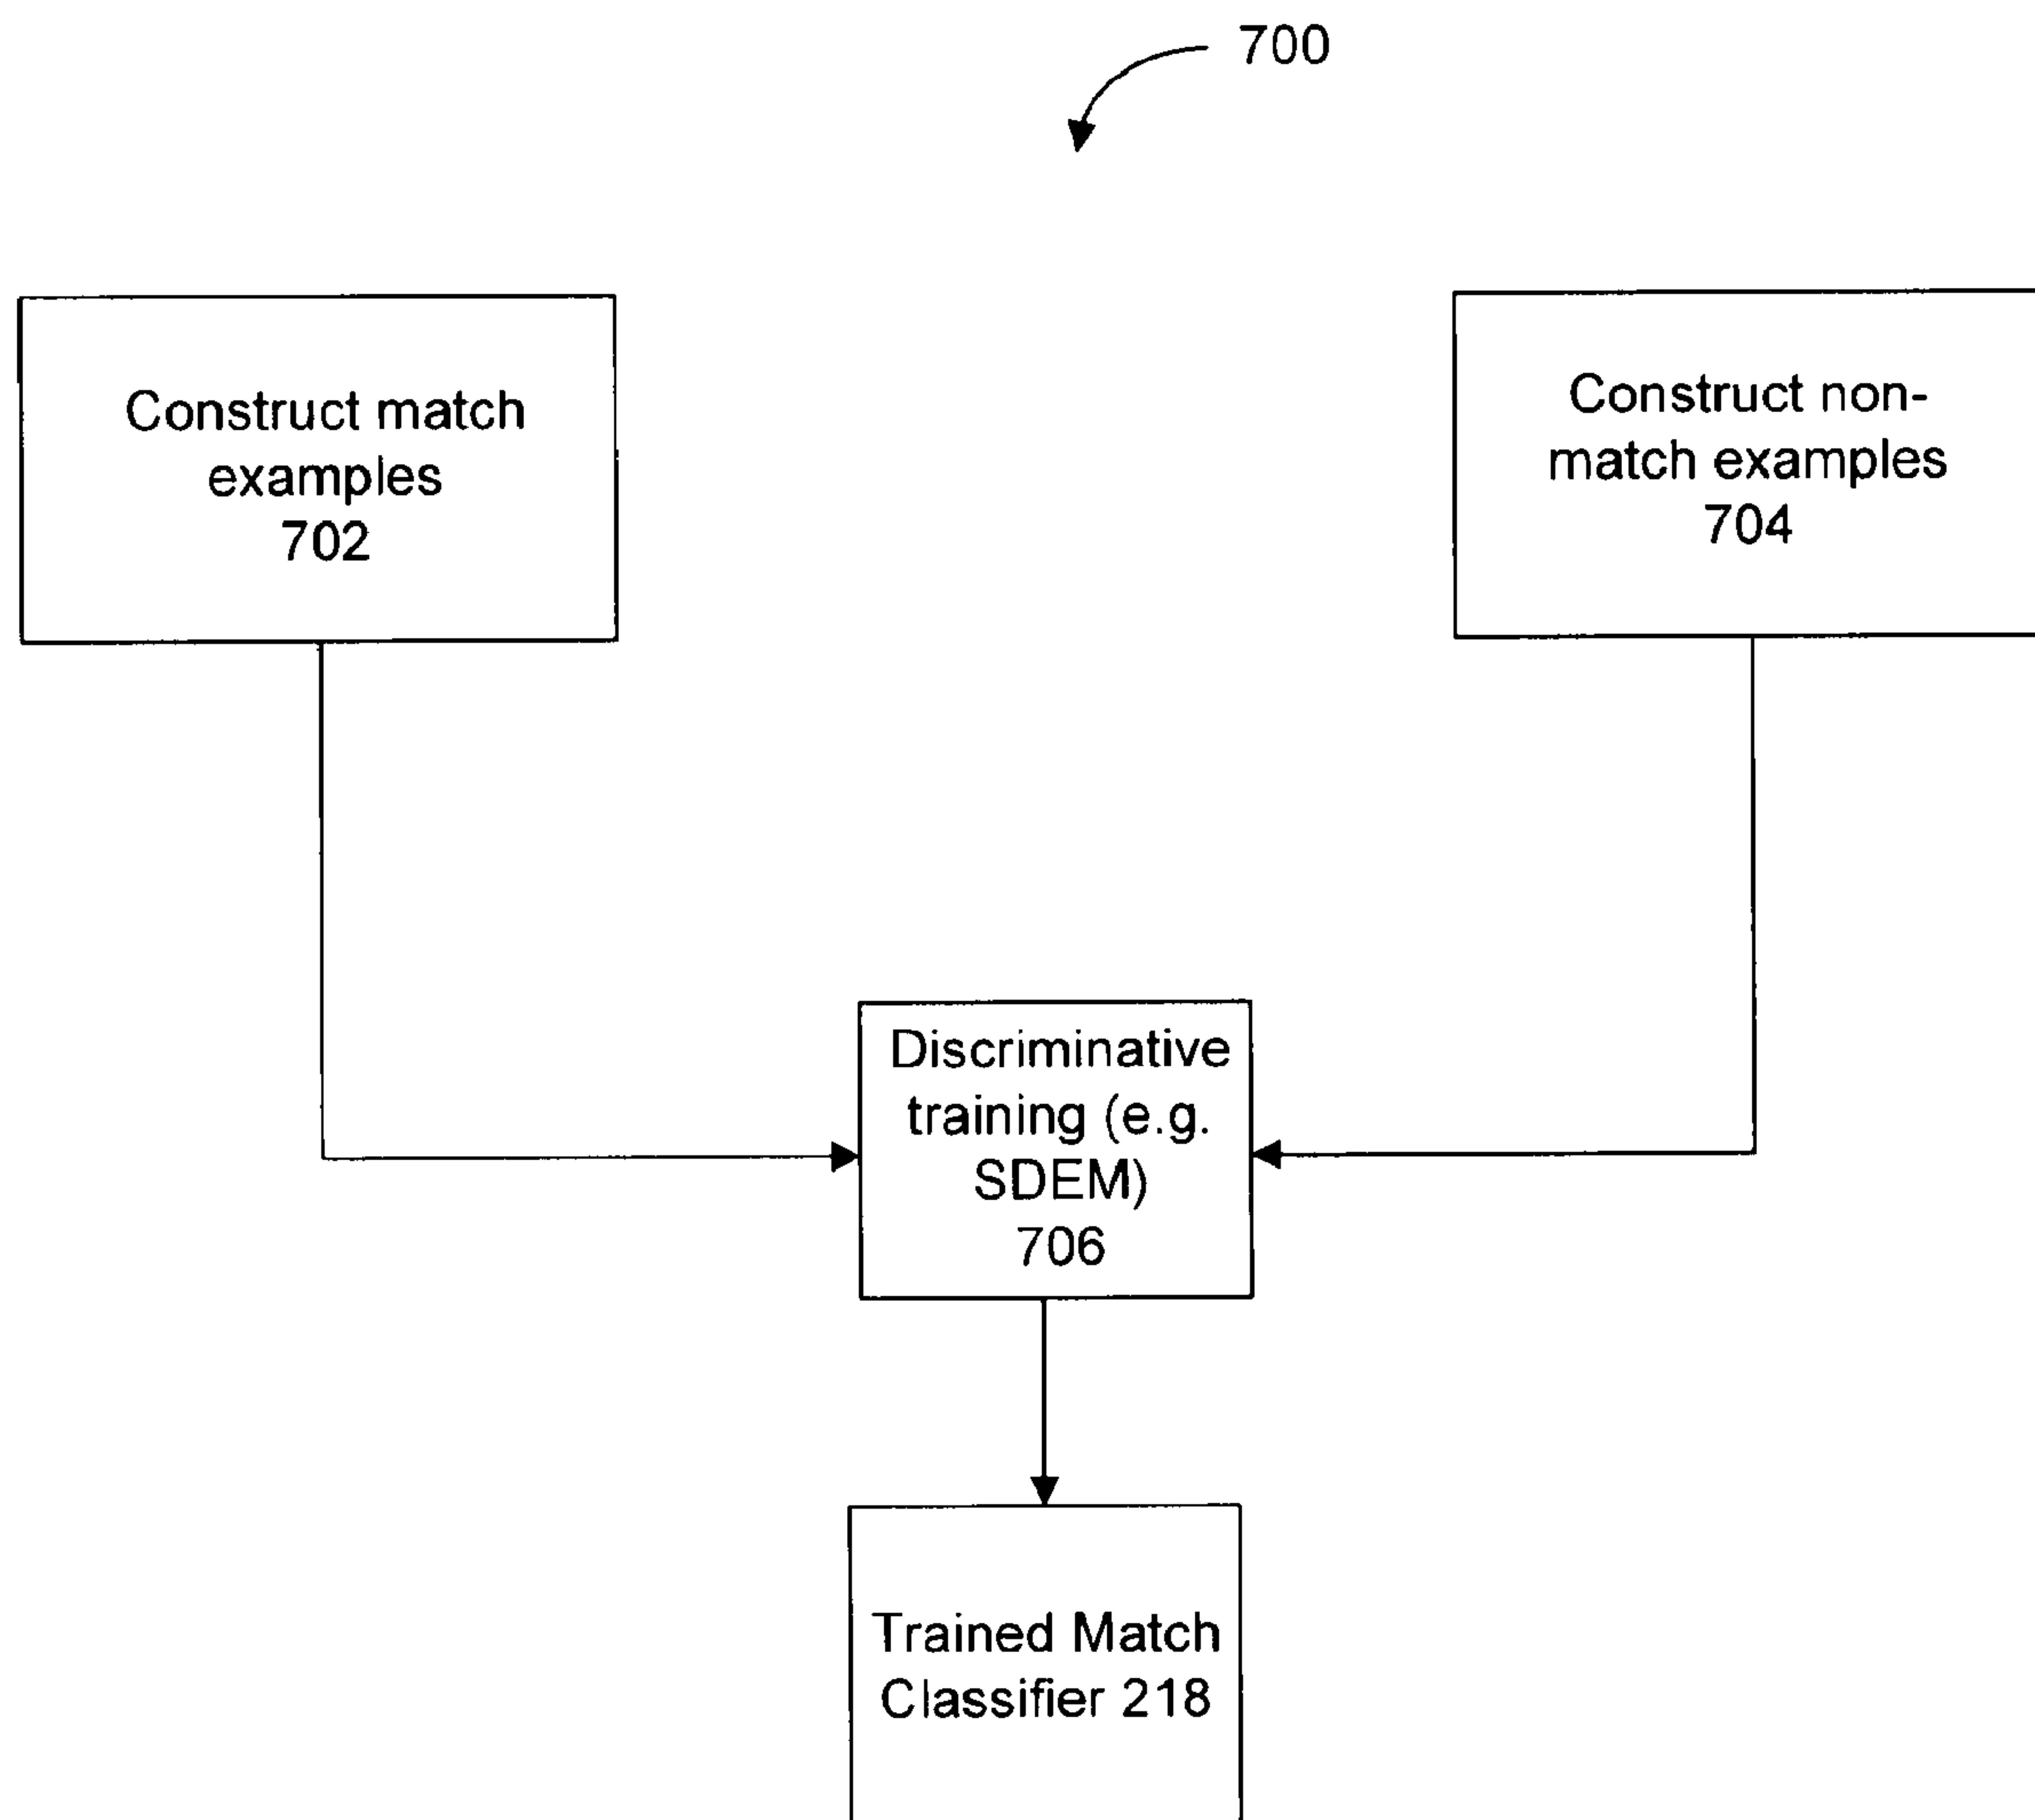 700
Construct match
examples
702
Construct non-
match examples
704
Discriminative
training (e.g.
SDEM)
706
Trained Match
Classifier 218